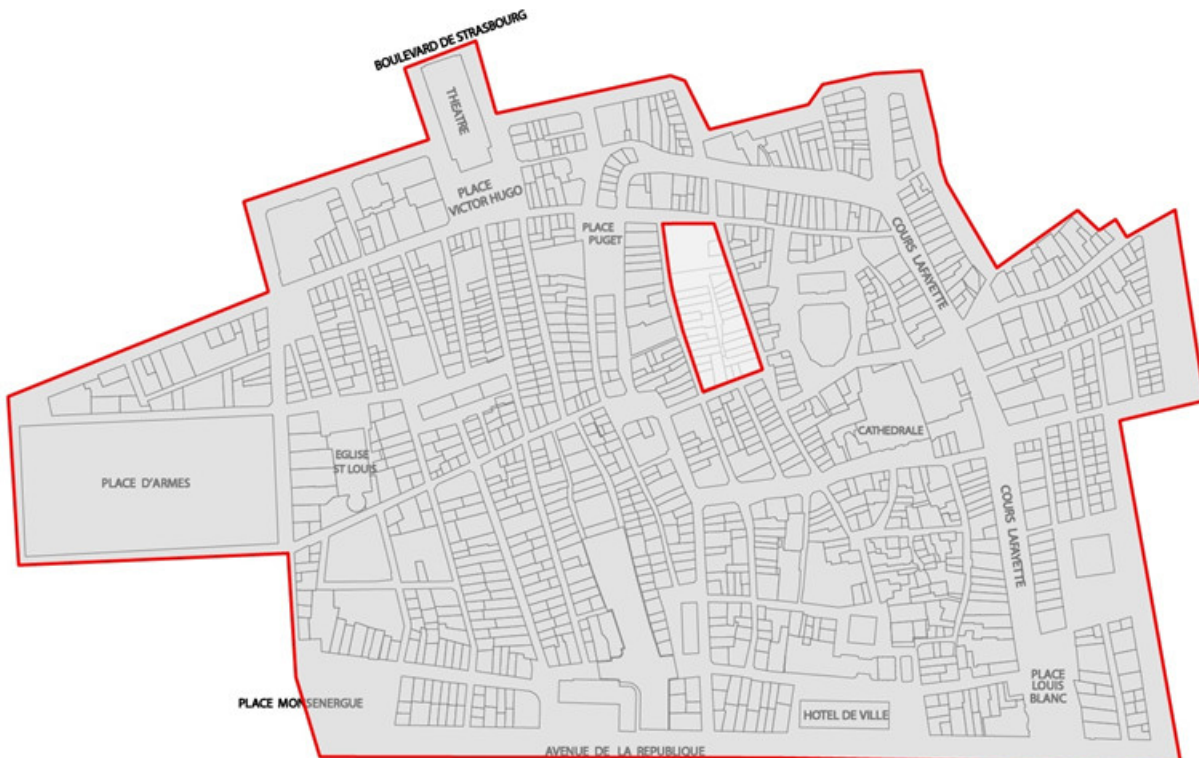 BOULEVARD DE STRASBOURG
THEATRE
PLACE
VICTOR HUGO
PLACE
PUGET
COURS LAFAYETTE
CATHEDRALE
EGLISE
ST LOUIS
PLACE D'ARMES
COURS LAFAYETTE
PLACE
LOUIS
BLANC
PLACE MONSENERGUE
HOTEL DE VILLE
AVENUE DE LA REPUBLIQUE